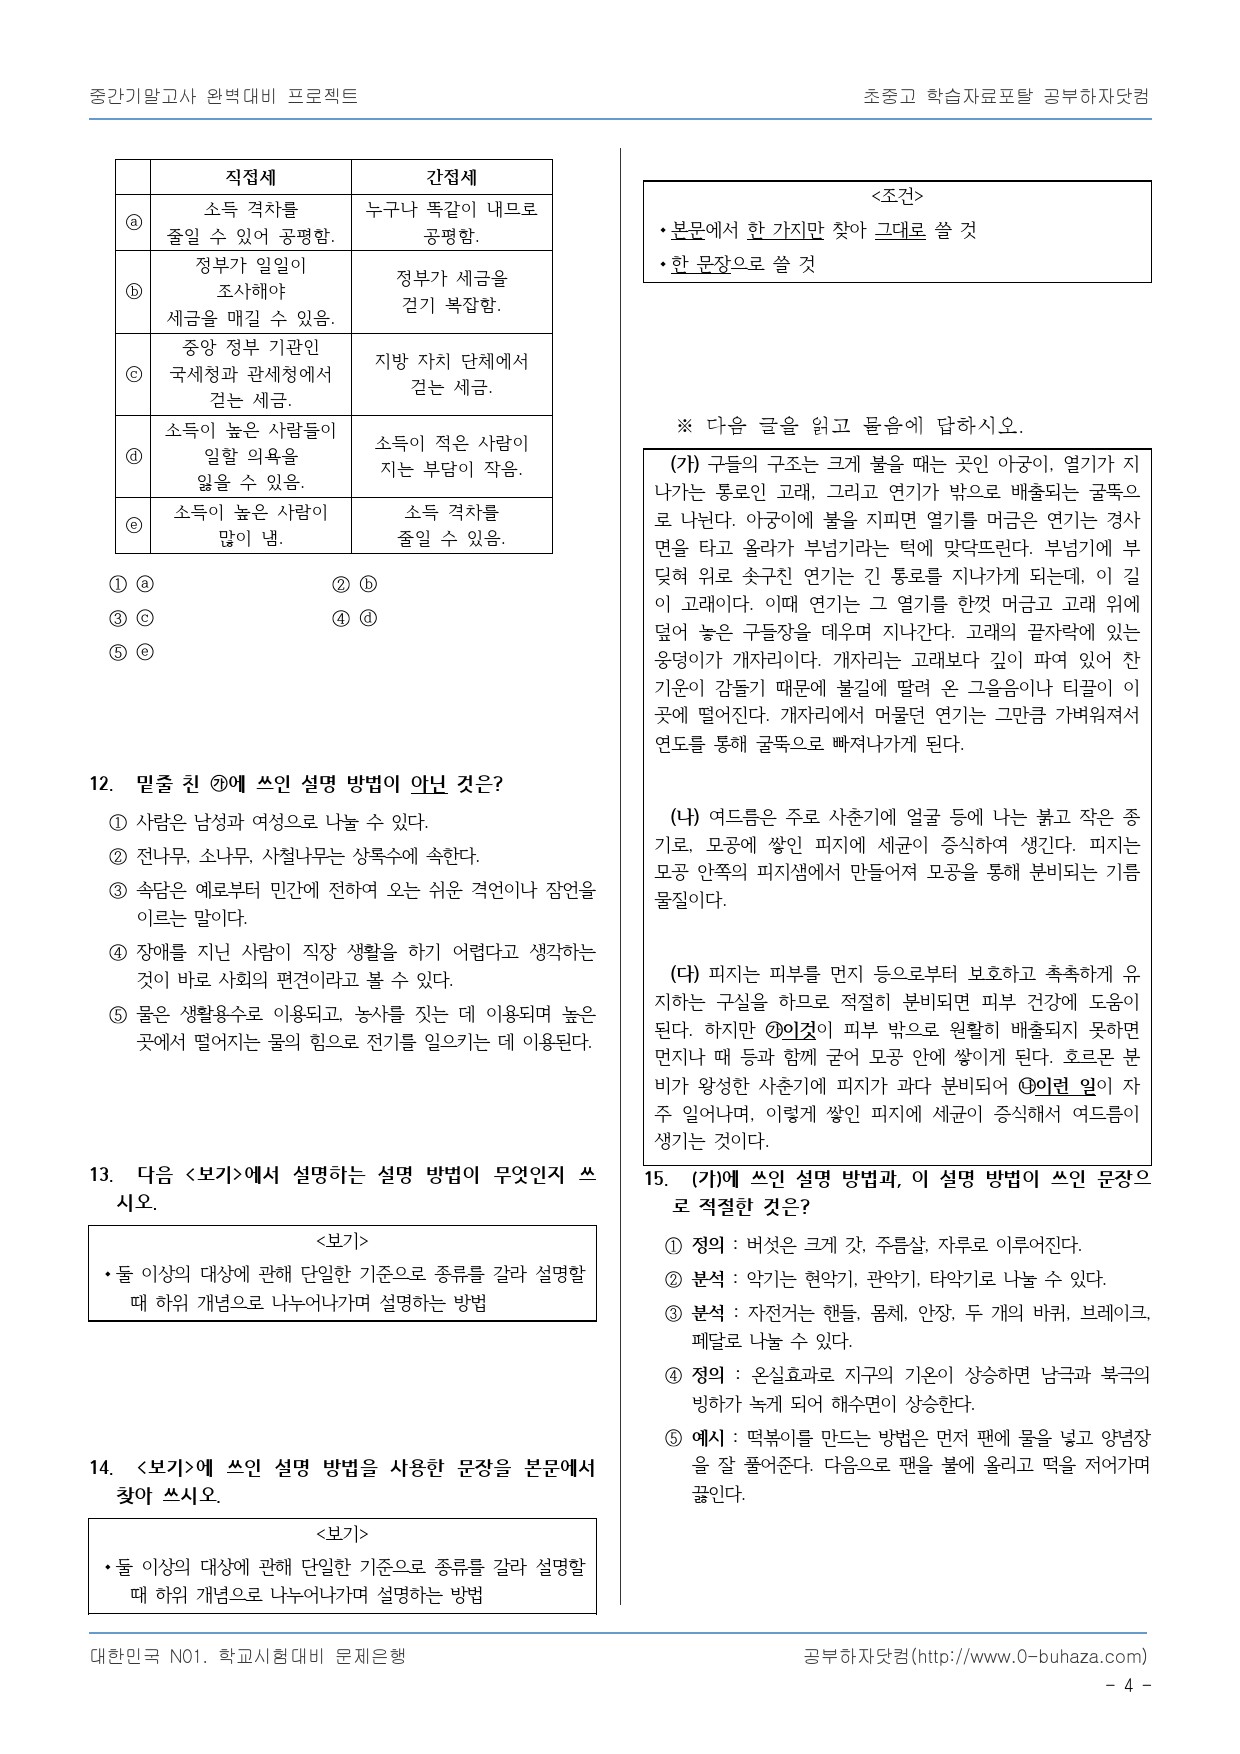 중간기말고사 완벽대비 프로젝트
초중고 학습자료포탈 공부하자닷컴
직접세 간접세
ⓐ 소득 격차를 줄일 수 있어 공평함. 누구나 똑같이 내므로 공평함.
ⓑ 정부가 일일이 조사해야 세금을 매길 수 있음. 정부가 세금을 걷기 복잡함.
ⓒ 중앙 정부 기관인 국세청과 관세청에서 걷는 세금. 지방 자치 단체에서 걷는 세금.
ⓓ 소득이 높은 사람들이 일할 의욕을 잃을 수 있음. 소득이 적은 사람이 지는 부담이 작음.
ⓔ 소득이 높은 사람이 많이 냄. 소득 격차를 줄일 수 있음.
① ⓐ ② ⓑ
③ ⓒ ④ ⓓ
⑤ ⓔ
12. 밑줄 친 ㉮에 쓰인 설명 방법이 아닌 것은?
① 사람은 남성과 여성으로 나눌 수 있다.
② 전나무, 소나무, 사철나무는 상록수에 속한다.
③ 속담은 예로부터 민간에 전하여 오는 쉬운 격언이나 잠언을
이르는 말이다.
④ 장애를 지닌 사람이 직장 생활을 하기 어렵다고 생각하는
것이 바로 사회의 편견이라고 볼 수 있다.
⑤ 물은 생활용수로 이용되고, 농사를 짓는 데 이용되며 높은
곳에서 떨어지는 물의 힘으로 전기를 일으키는 데 이용된다.
13. 다음 <보기>에서 설명하는 설명 방법이 무엇인지 쓰
시오.
<보기>
• 둘 이상의 대상에 관해 단일한 기준으로 종류를 갈라 설명할
때 하위 개념으로 나누어나가며 설명하는 방법
14. <보기>에 쓰인 설명 방법을 사용한 문장을 본문에서
찾아 쓰시오.
<보기>
• 둘 이상의 대상에 관해 단일한 기준으로 종류를 갈라 설명할
때 하위 개념으로 나누어나가며 설명하는 방법
<조건>
• 본문에서 한 가지만 찾아 그대로 쓸 것
• 한 문장으로 쓸 것
※ 다음 글을 읽고 물음에 답하시오.
(가) 구들의 구조는 크게 불을 때는 곳인 아궁이, 열기가 지
나가는 통로인 고래, 그리고 연기가 밖으로 배출되는 굴뚝으
로 나뉜다. 아궁이에 불을 지피면 열기를 머금은 연기는 경사
면을 타고 올라가 부넘기라는 턱에 맞닥뜨린다. 부넘기에 부
딪혀 위로 솟구친 연기는 긴 통로를 지나가게 되는데, 이 길
이 고래이다. 이때 연기는 그 열기를 한껏 머금고 고래 위에
덮어 놓은 구들장을 데우며 지나간다. 고래의 끝자락에 있는
웅덩이가 개자리이다. 개자리는 고래보다 깊이 파여 있어 찬
기운이 감돌기 때문에 불길에 딸려 온 그을음이나 티끌이 이
곳에 떨어진다. 개자리에서 머물던 연기는 그만큼 가벼워져서
연도를 통해 굴뚝으로 빠져나가게 된다.
(나) 여드름은 주로 사춘기에 얼굴 등에 나는 붉고 작은 종
기로, 모공에 쌓인 피지에 세균이 증식하여 생긴다. 피지는
모공 안쪽의 피지샘에서 만들어져 모공을 통해 분비되는 기름
물질이다.
(다) 피지는 피부를 먼지 등으로부터 보호하고 촉촉하게 유
지하는 구실을 하므로 적절히 분비되면 피부 건강에 도움이
된다. 하지만 ㉮이것이 피부 밖으로 원활히 배출되지 못하면
먼지나 때 등과 함께 굳어 모공 안에 쌓이게 된다. 호르몬 분
비가 왕성한 사춘기에 피지가 과다 분비되어 ㉯이런 일이 자
주 일어나며, 이렇게 쌓인 피지에 세균이 증식해서 여드름이
생기는 것이다.
15. (가)에 쓰인 설명 방법과, 이 설명 방법이 쓰인 문장으
로 적절한 것은?
① 정의 : 버섯은 크게 갓, 주름살, 자루로 이루어진다.
② 분석 : 악기는 현악기, 관악기, 타악기로 나눌 수 있다.
③ 분석 : 자전거는 핸들, 몸체, 안장, 두 개의 바퀴, 브레이크,
페달로 나눌 수 있다.
④ 정의 : 온실효과로 지구의 기온이 상승하면 남극과 북극의
빙하가 녹게 되어 해수면이 상승한다.
⑤ 예시 : 떡볶이를 만드는 방법은 먼저 팬에 물을 넣고 양념장
을 잘 풀어준다. 다음으로 팬을 불에 올리고 떡을 저어가며
끓인다.
대한민국 N01. 학교시험대비 문제은행
공부하자닷컴(http://www.0-buhaza.com)
- 4 -